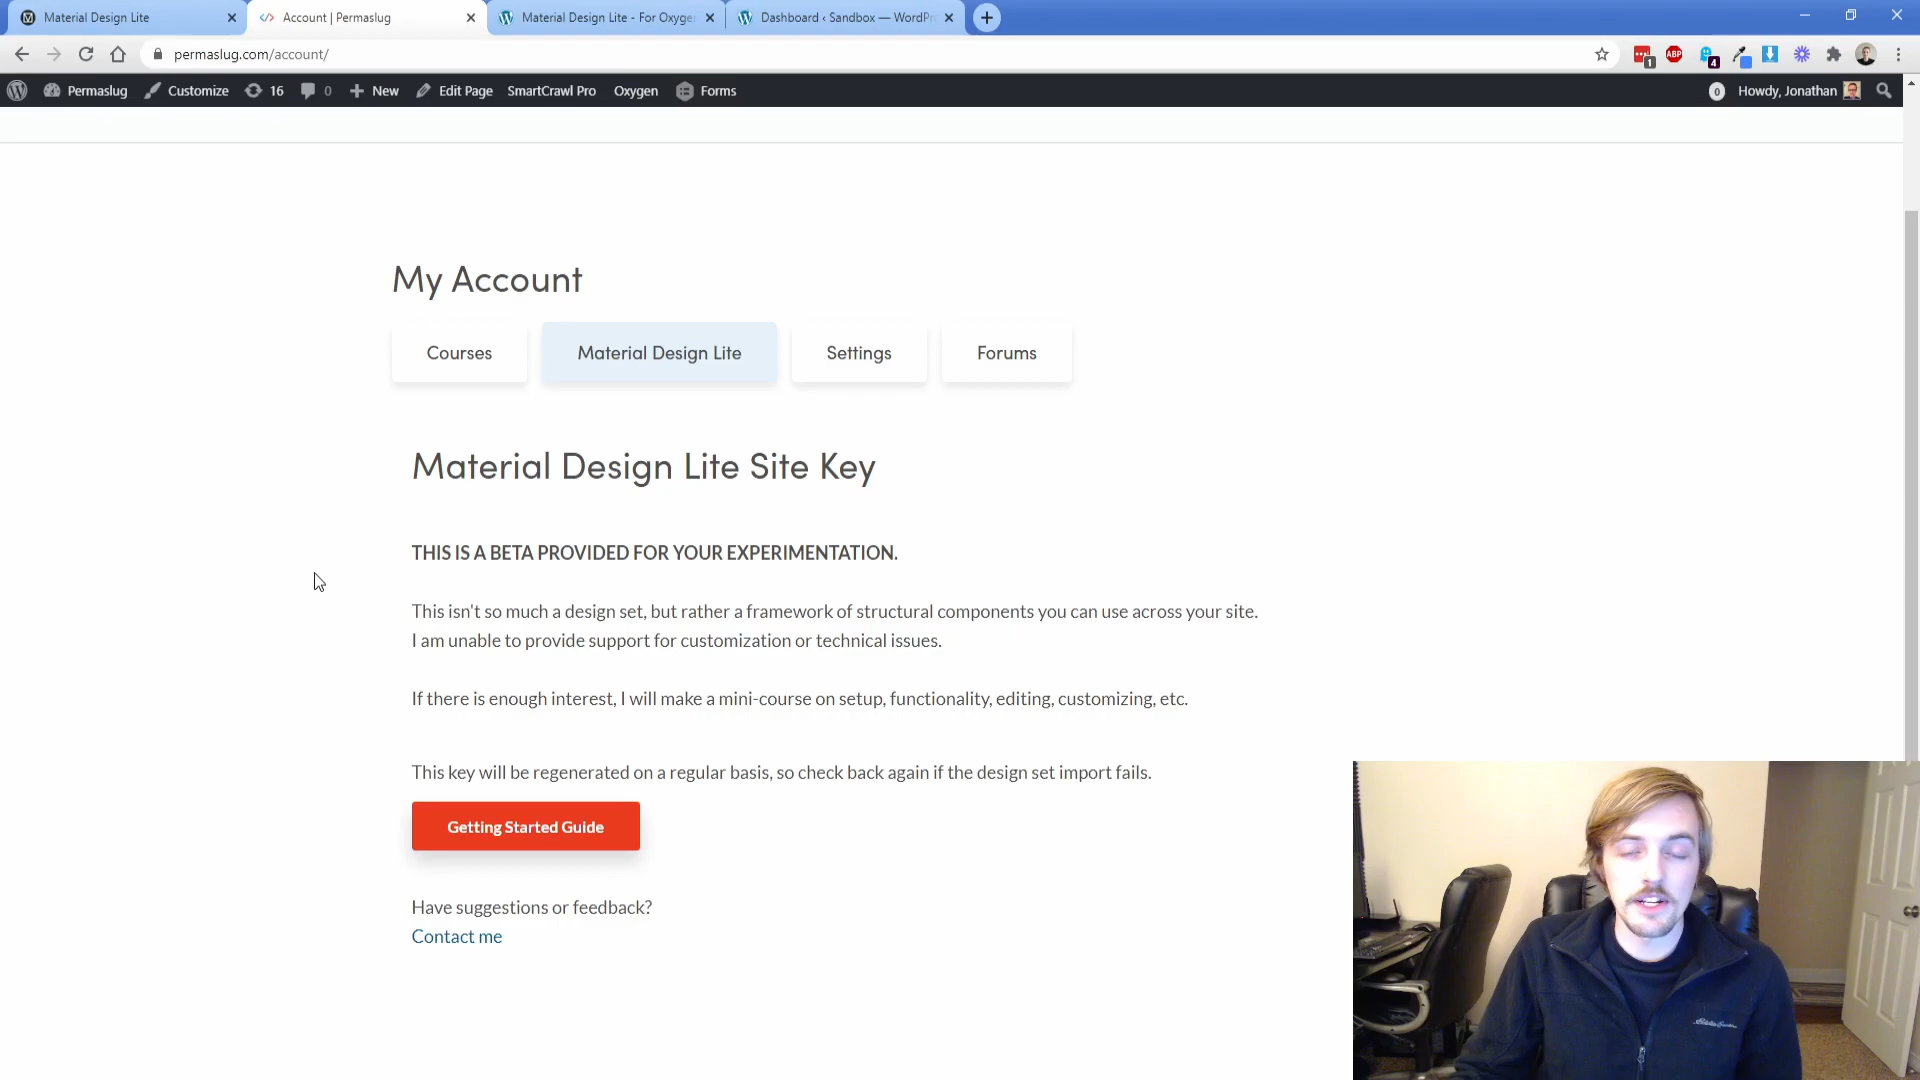 Material Design Lite
Account | Permaslug
Material Design Lite - For Oxyge
Dashboard ‹ Sandbox — WordPr
permaslug.com/account/
1
ABP
4
Permaslug
Customize
16
0
New
Edit Page
SmartCrawl Pro
Oxygen
Forms
0
Howdy, Jonathan
My Account
Courses
Material Design Lite
Settings
Forums
Material Design Lite Site Key
THIS IS A BETA PROVIDED FOR YOUR EXPERIMENTATION.
This isn't so much a design set, but rather a framework of structural components you can use across your site.
I am unable to provide support for customization or technical issues.
If there is enough interest, I will make a mini-course on setup, functionality, editing, customizing, etc.
This key will be regenerated on a regular basis, so check back again if the design set import fails.
Getting Started Guide
Have suggestions or feedback?
Contact me